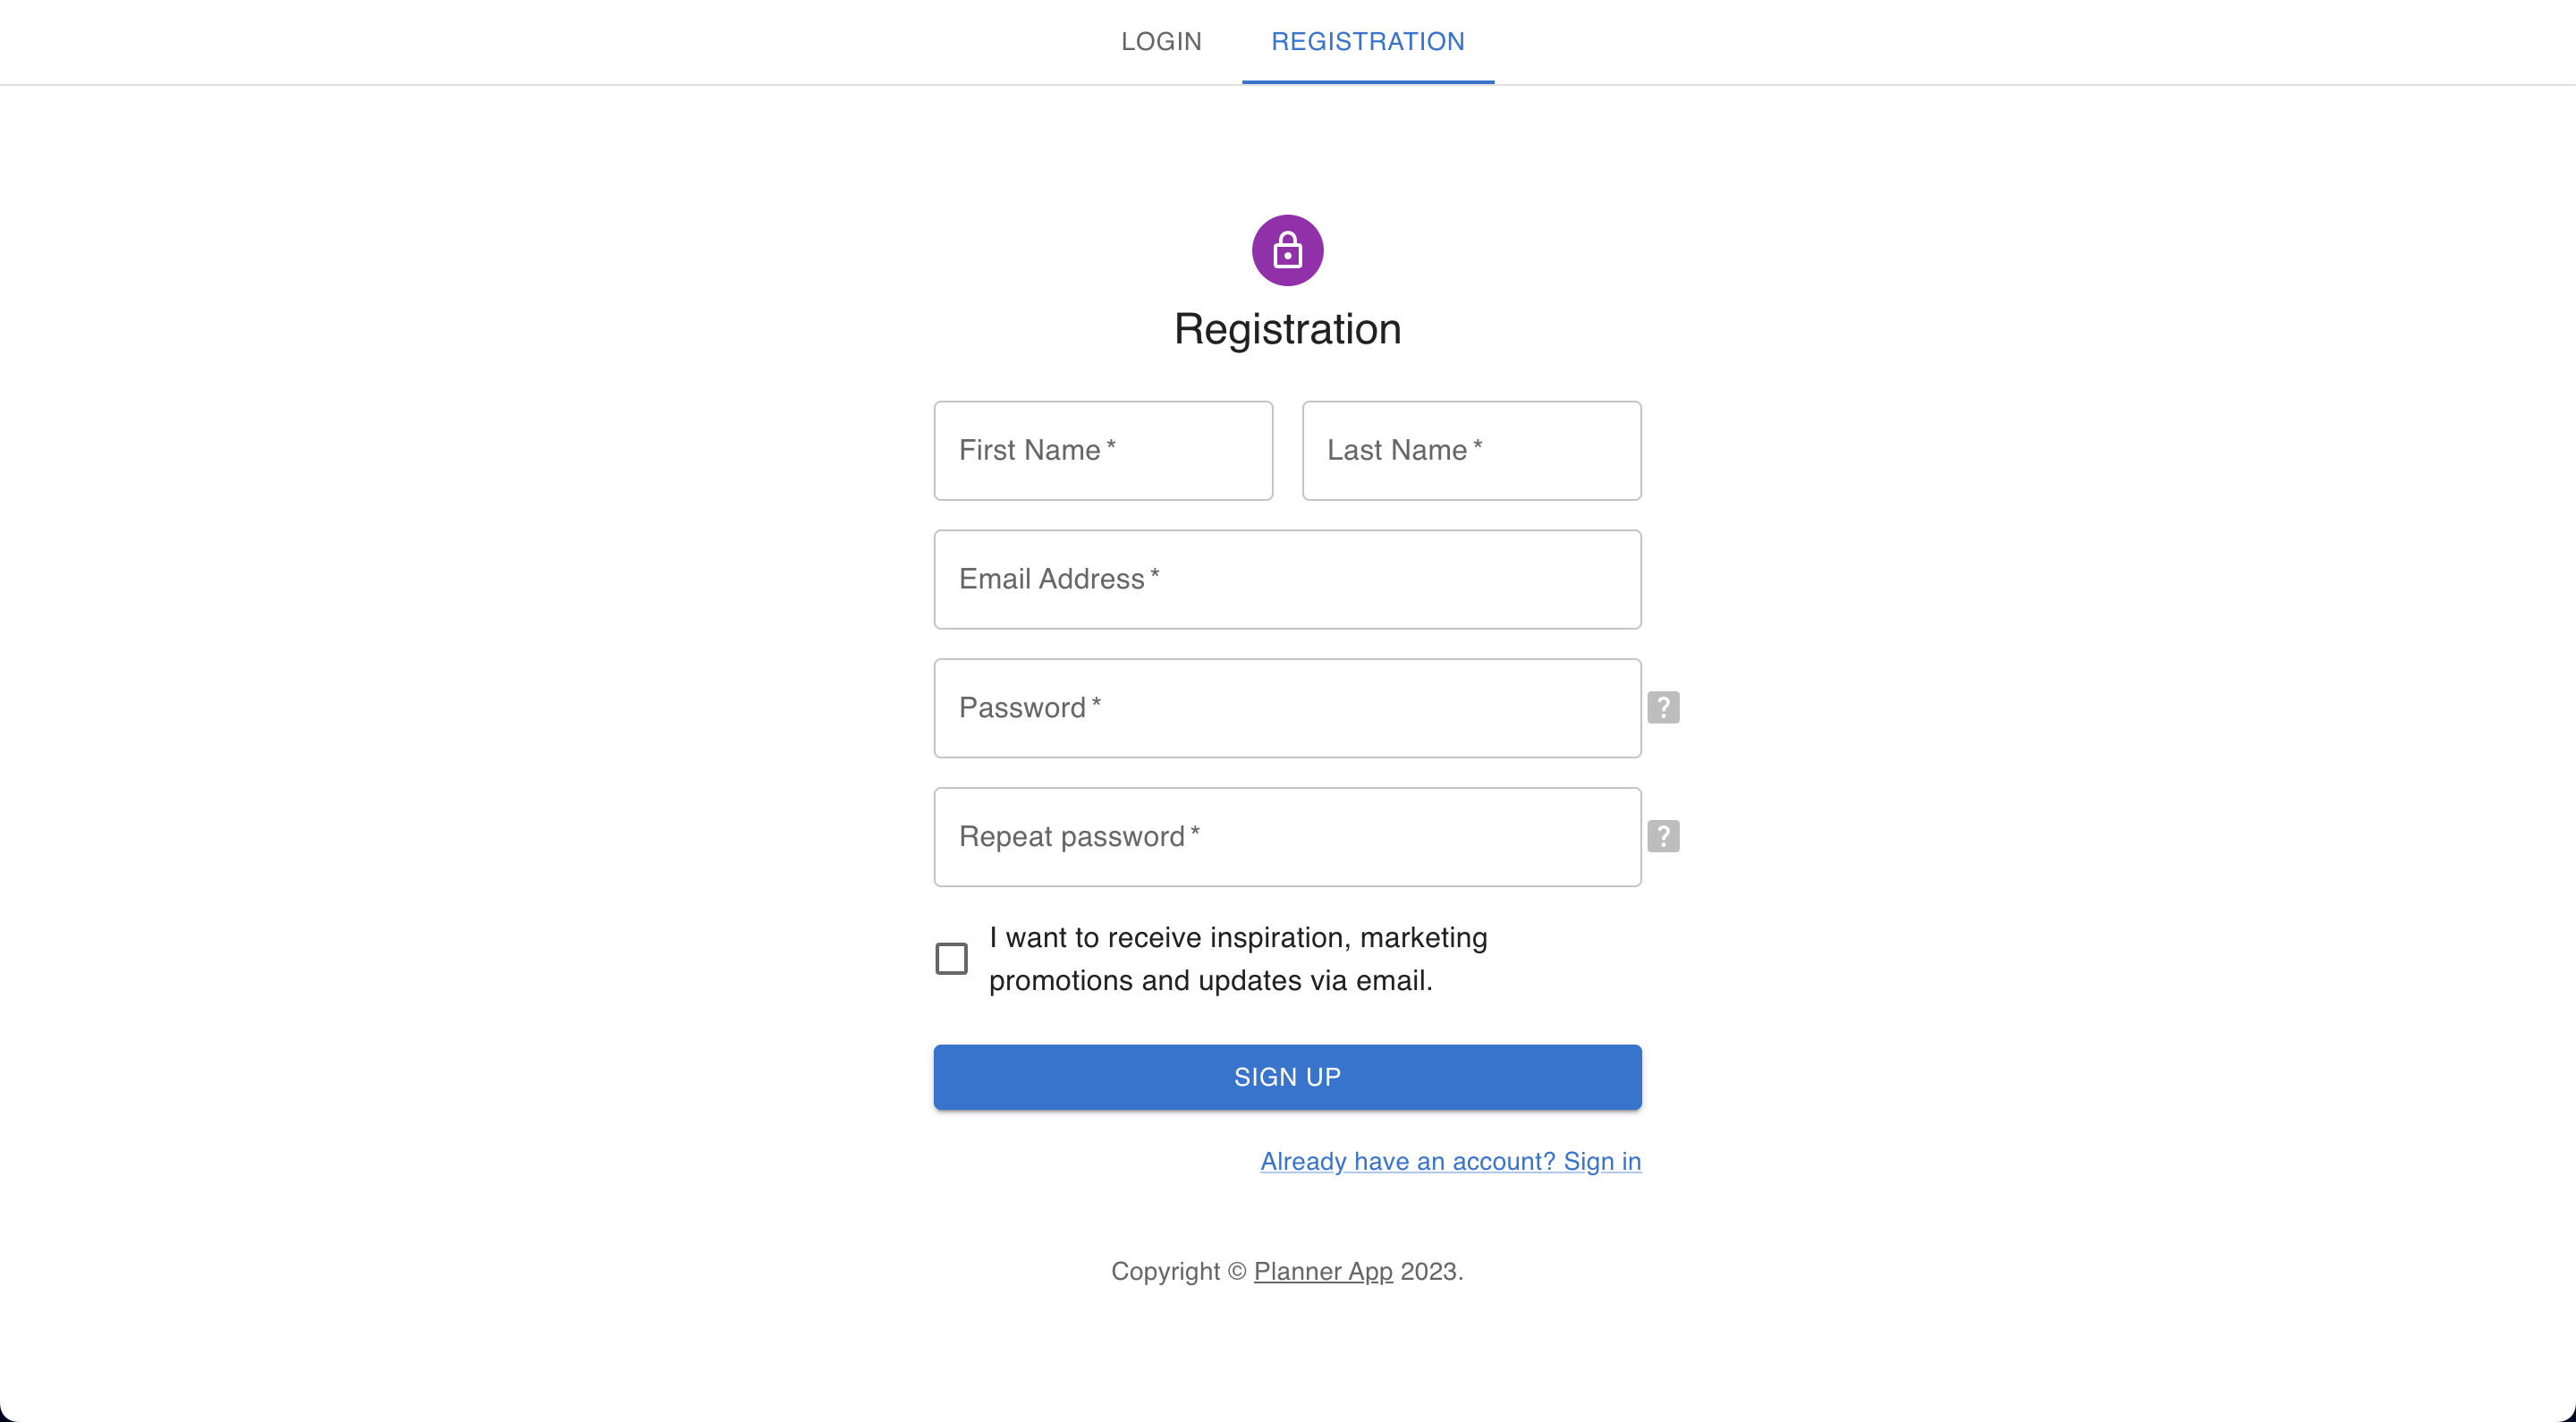 LOGIN REGISTRATION
Registration
First Name * Last Name *
Email Address *
Password *
?
Repeat password *
?
I want to receive inspiration, marketing
promotions and updates via email.
SIGN UP
Already have an account? Sign in
Copyright © Planner App 2023.